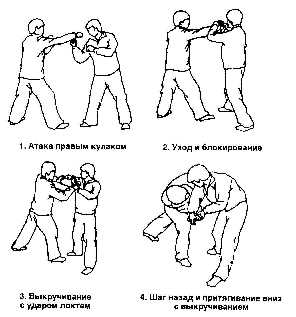 1. Атака правым кулаком
2. Уход и блокирование
3. Выкручивание
с ударом локтем
4. Шаг назад и притягивание вниз
с выкручиванием